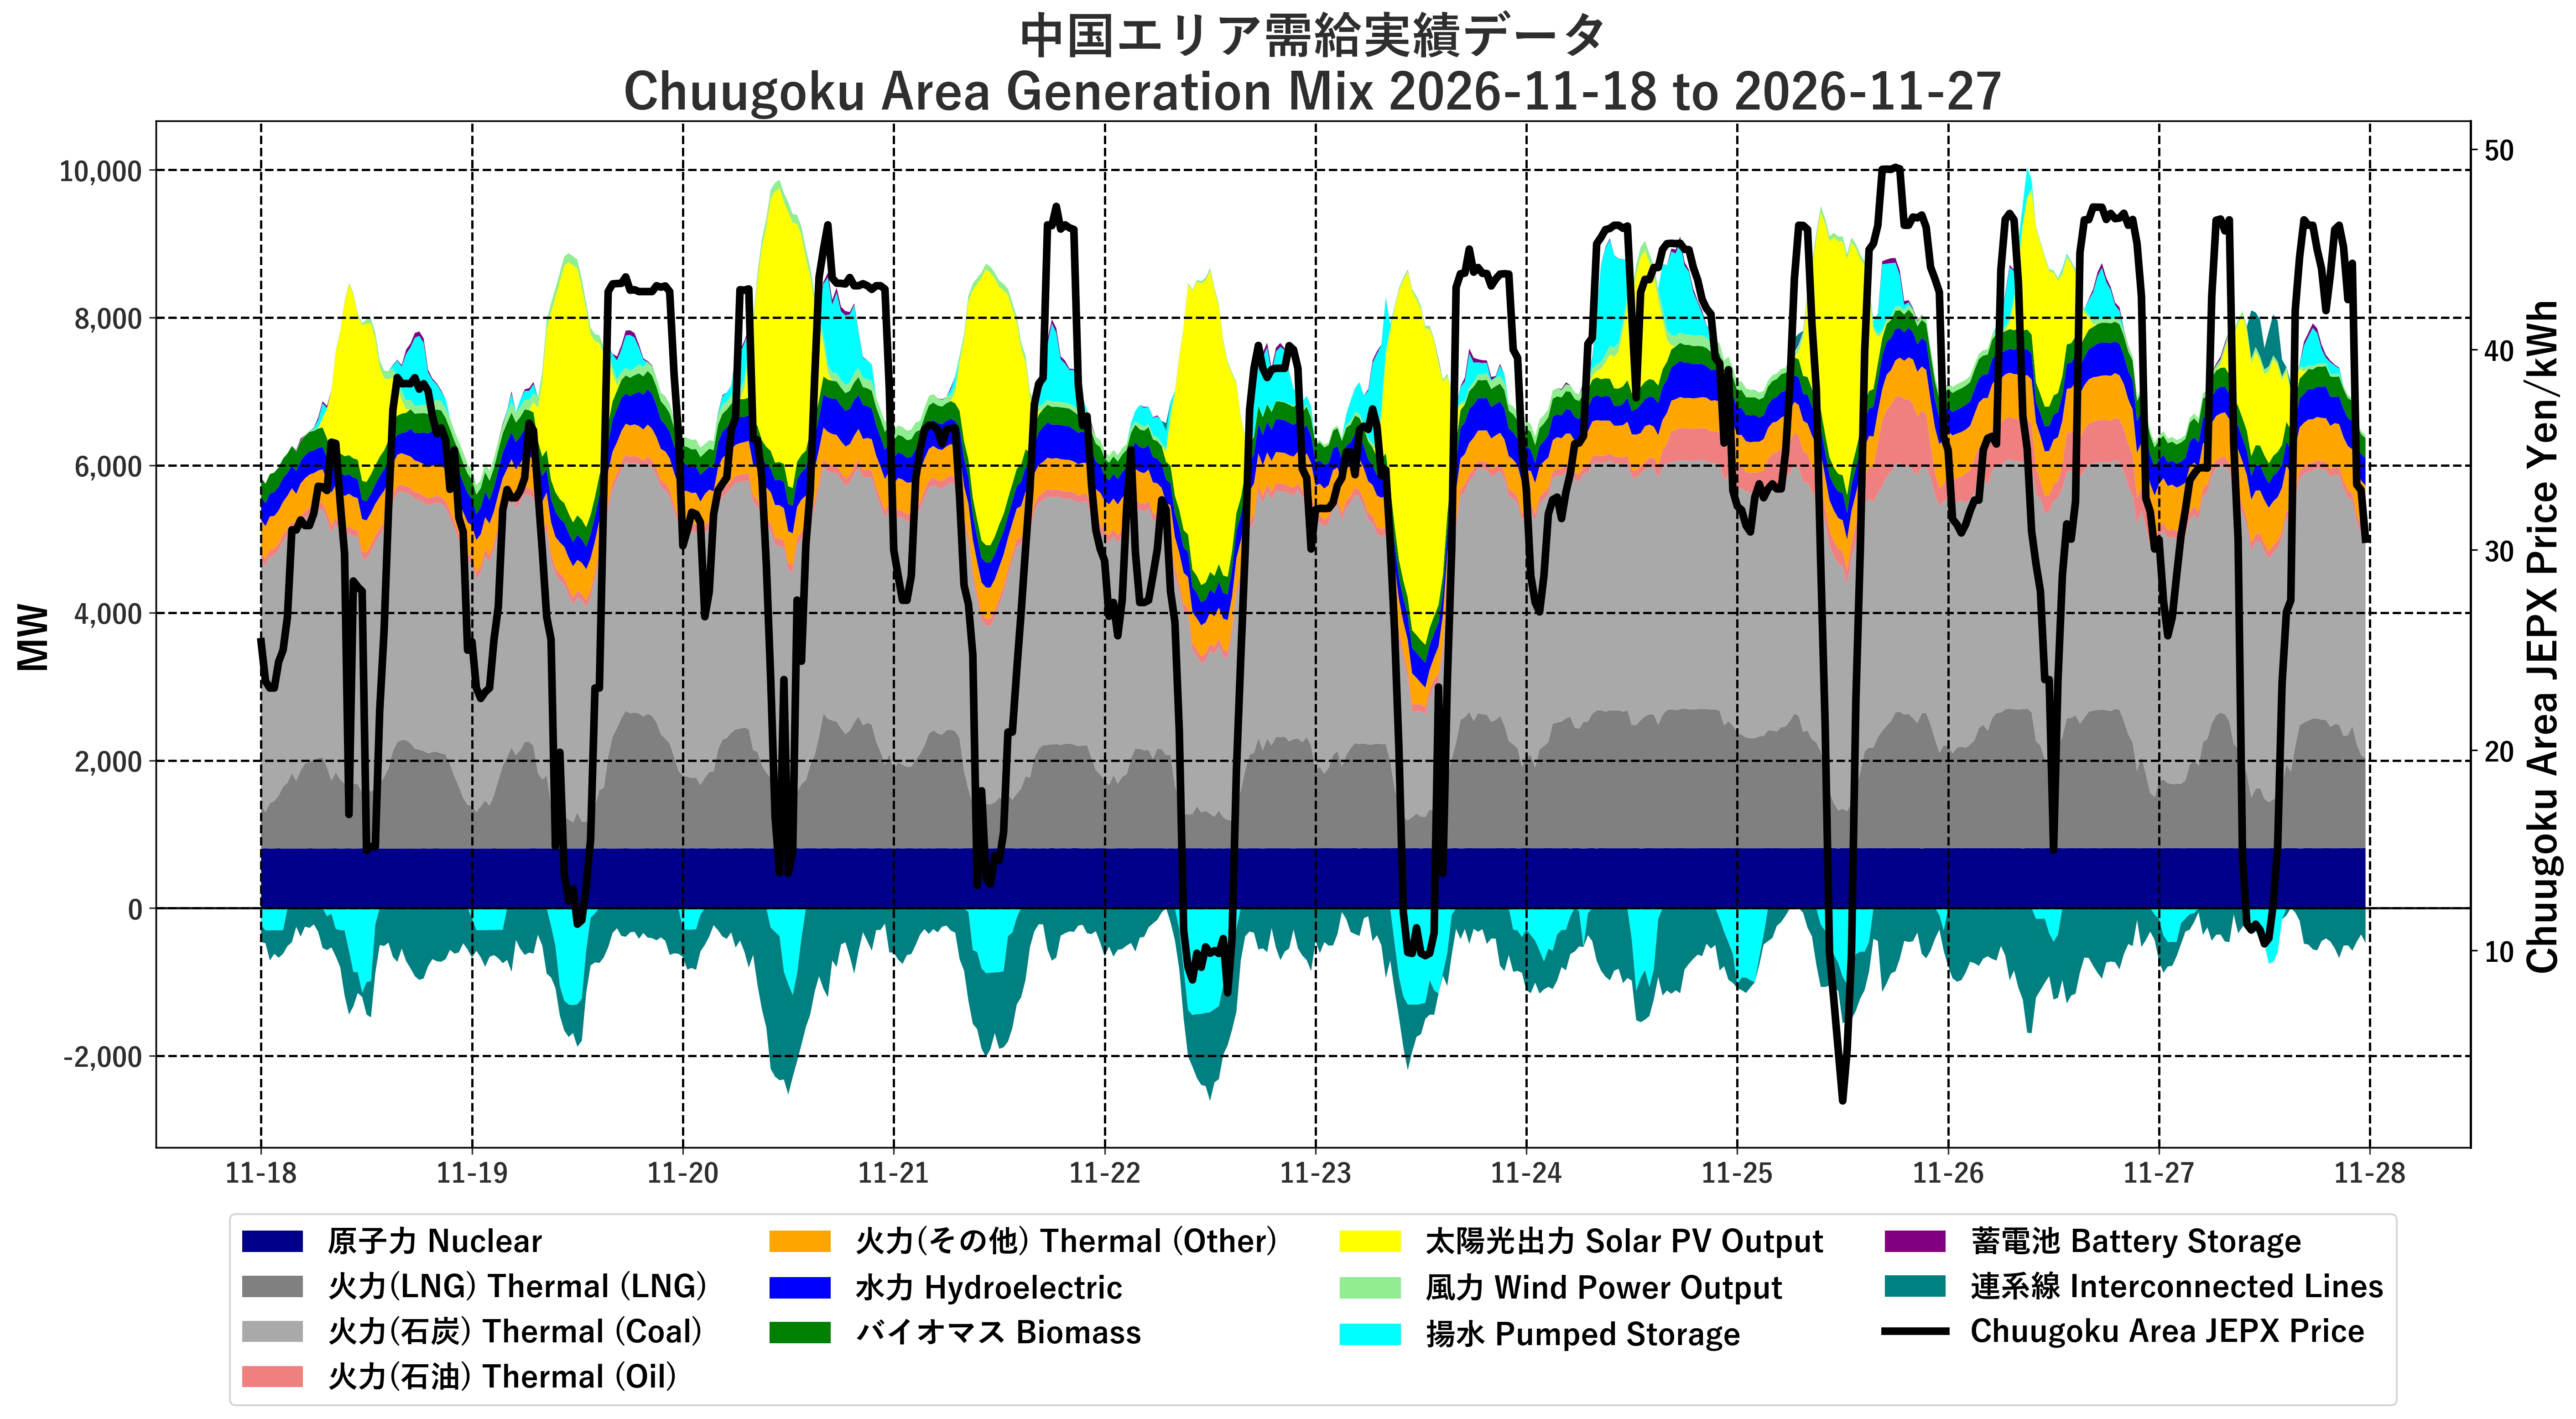 中国エリア需給実績データ
Chuugoku Area Generation Mix 2026-11-18 to 2026-11-27
10,000
8,000
6,000
4,000
2,000
0
-2,000
MW
50
40
30
20
10
Chuugoku Area JEPX Price Yen/kWh
11-18 11-19 11-20 11-21 11-22 11-23 11-24 11-25 11-26 11-27 11-28
原子力 Nuclear
火力(LNG) Thermal (LNG)
火力(石炭) Thermal (Coal)
火力(石油) Thermal (Oil)
火力(その他) Thermal (Other)
水力 Hydroelectric
バイオマス Biomass
太陽光出力 Solar PV Output
風力 Wind Power Output
揚水 Pumped Storage
蓄電池 Battery Storage
連系線 Interconnected Lines
Chuugoku Area JEPX Price